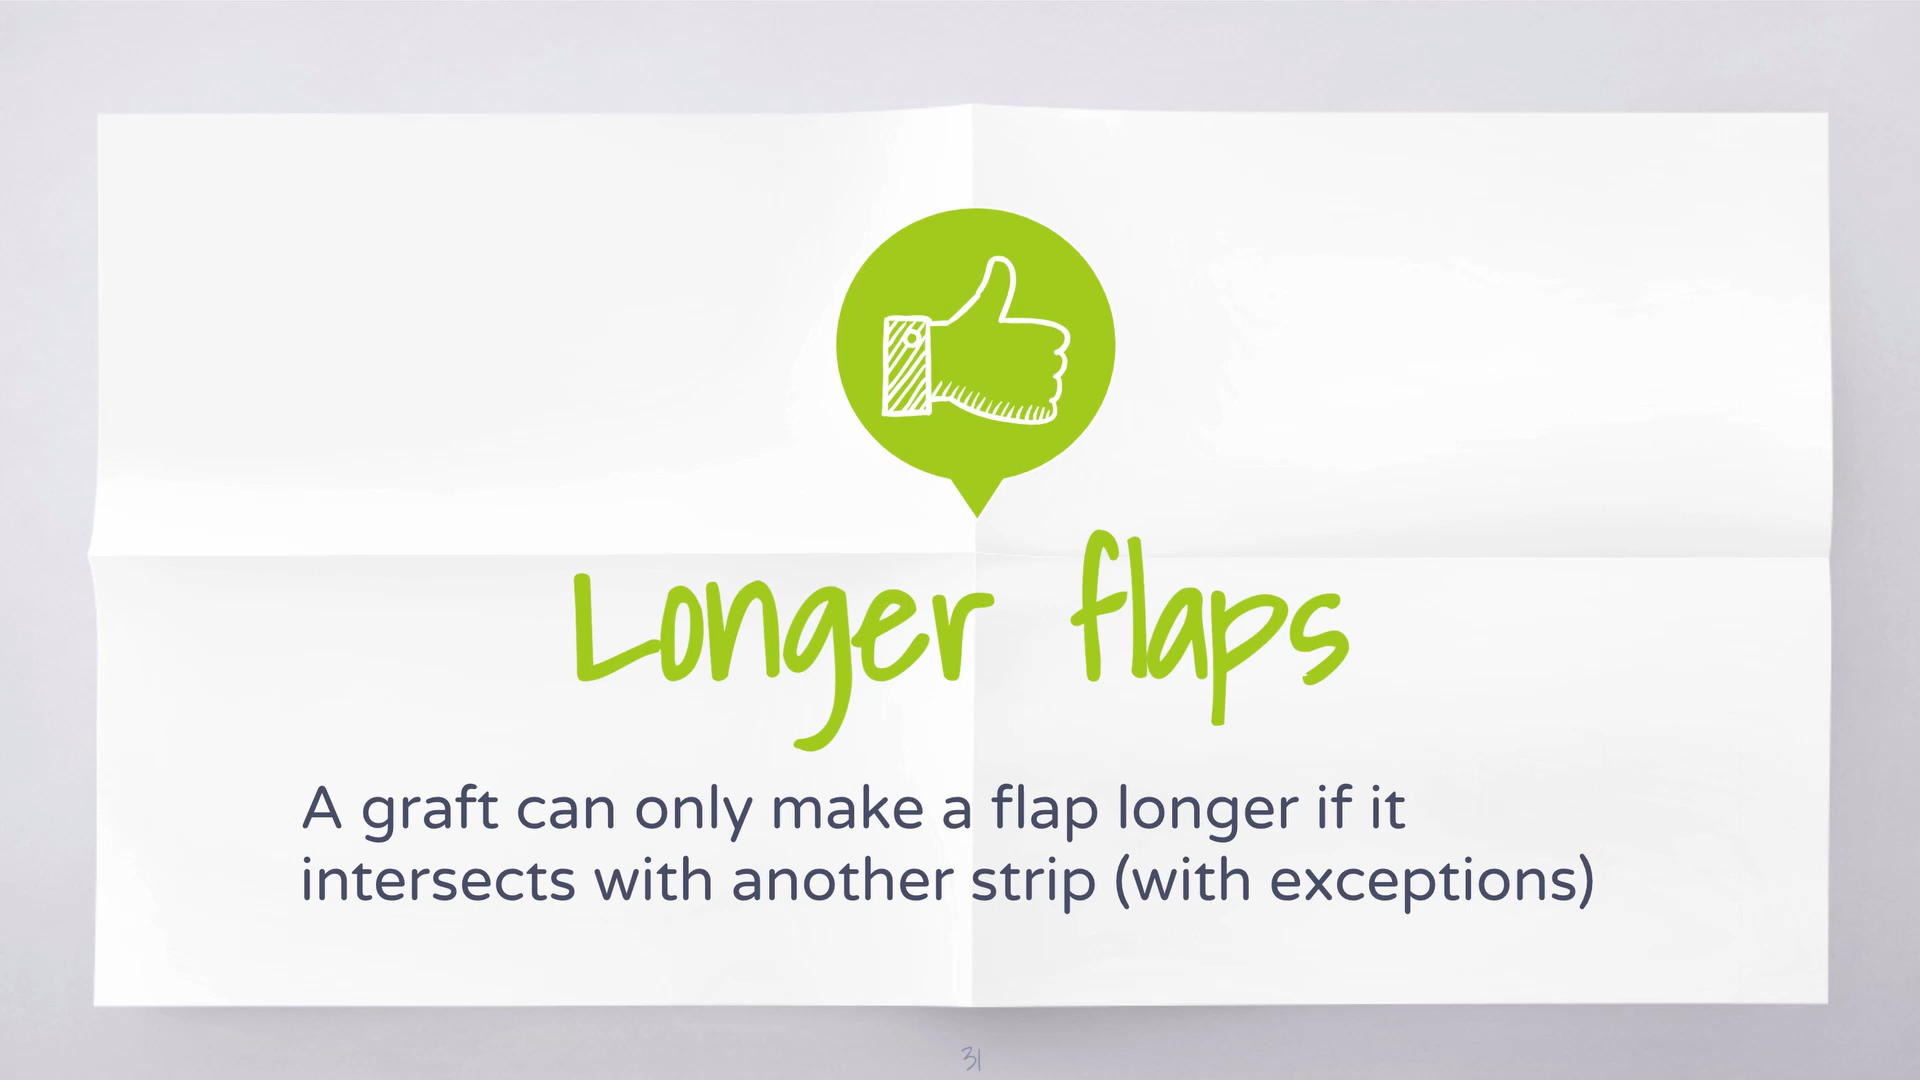 Longer flaps
A graft can only make a flap longer if it
intersects with another strip (with exceptions)
31